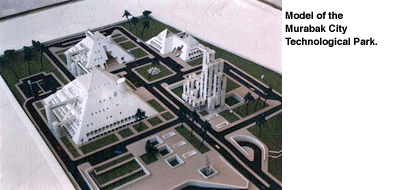 Model of the
Murabak City
Technological Park.